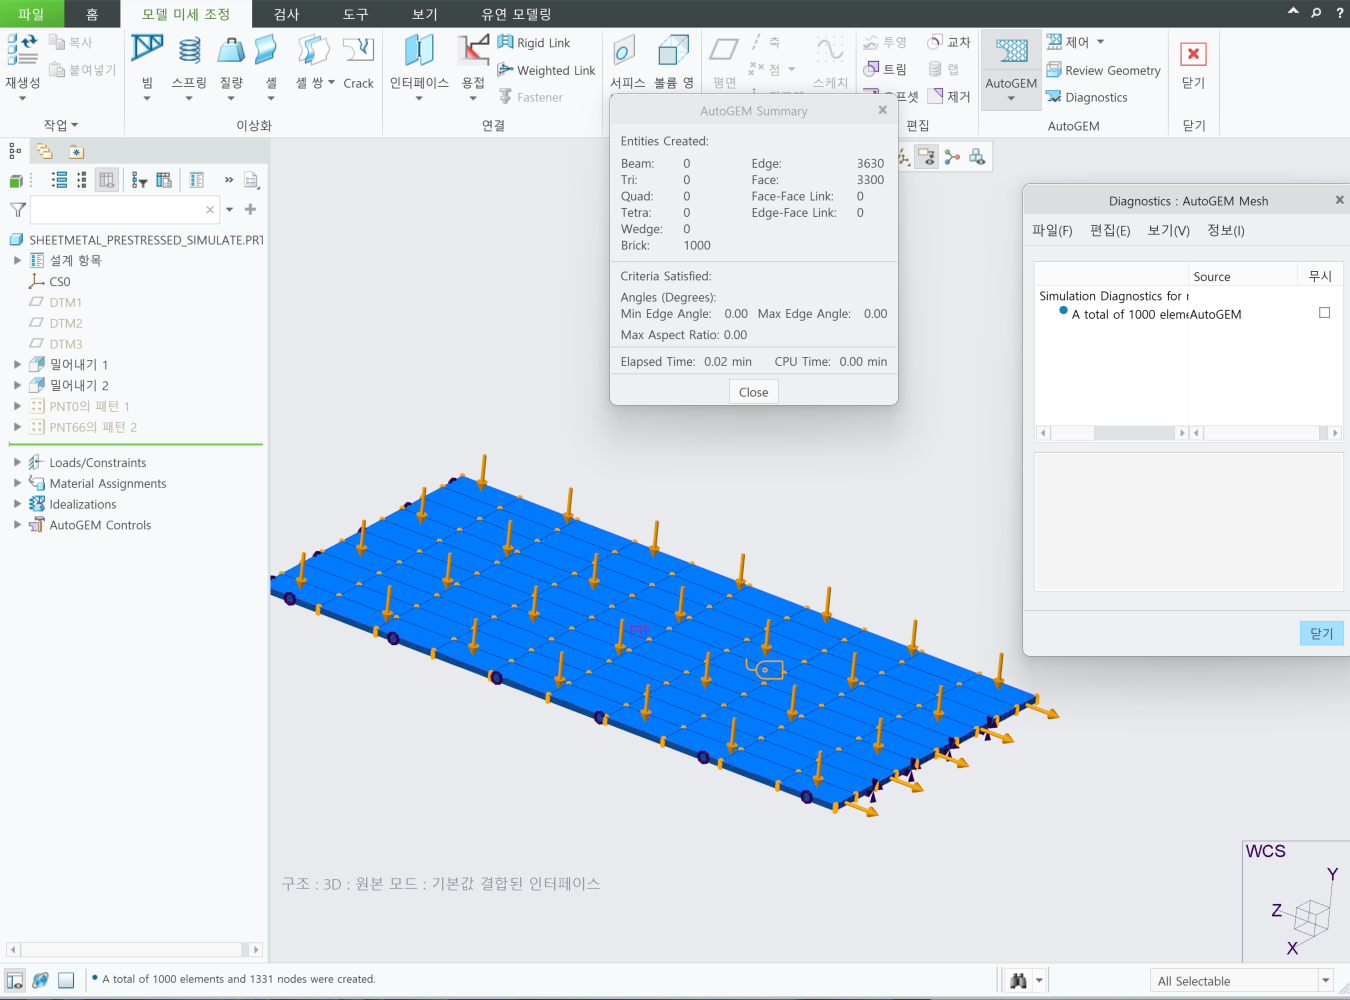 파일 홈 모델 미세 조정 검사 도구 보기 유연 모델링
재생성
복사
붙여넣기
작업
빔 스프링 질량 셸 셸 쌍 Crack
이상화
인터페이스 용접
Rigid Link
Weighted Link
Fastener
연결
서피스 볼륨 영
평면
축
점
스케치
투영 교차
트림 랩
오프셋 제거
편집
AutoGEM
제어
Review Geometry
Diagnostics
AutoGEM
닫기
닫기
SHEETMETAL_PRESTRESSED_SIMULATE.PRT
설계 항목
CS0
DTM1
DTM2
DTM3
밀어내기 1
밀어내기 2
PNT0의 패턴 1
PNT66의 패턴 2
Loads/Constraints
Material Assignments
Idealizations
AutoGEM Controls
AutoGEM Summary
Entities Created:
Beam: 0 Edge: 3630
Tri: 0 Face: 3300
Quad: 0 Face-Face Link: 0
Tetra: 0 Edge-Face Link: 0
Wedge: 0
Brick: 1000
Criteria Satisfied:
Angles (Degrees):
Min Edge Angle: 0.00 Max Edge Angle: 0.00
Max Aspect Ratio: 0.00
Elapsed Time: 0.02 min CPU Time: 0.00 min
Close
Diagnostics : AutoGEM Mesh
파일(F) 편집(E) 보기(V) 정보(I)
Source 무시
Simulation Diagnostics for
A total of 1000 eleme AutoGEM
닫기
구조 : 3D : 원본 모드 : 기본값 결합된 인터페이스
WCS
Y
Z
X
A total of 1000 elements and 1331 nodes were created.
All Selectable